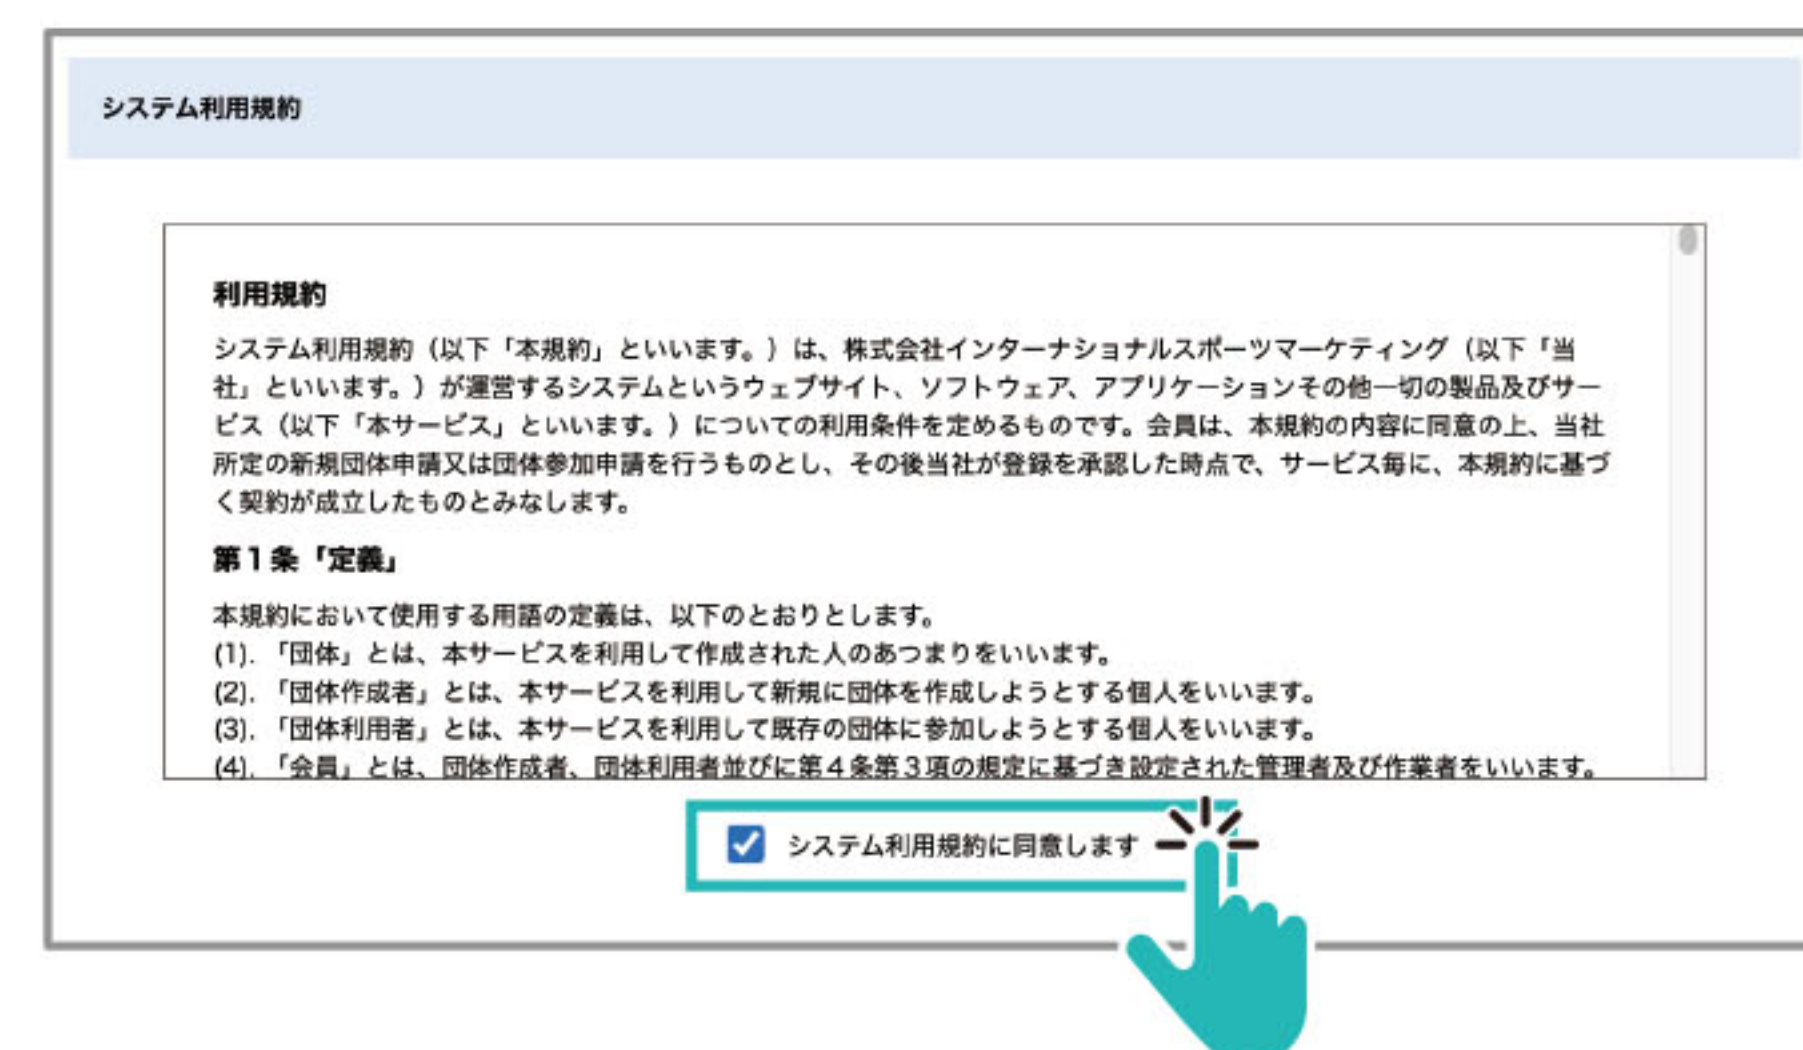 システム利用規約
利用規約
システム利用規約（以下「本規約」といいます。）は、株式会社インターナショナルスポーツマーケティング（以下「当
社」といいます。）が運営するシステムというウェブサイト、ソフトウェア、アプリケーションその他一切の製品及びサー
ビス（以下「本サービス」といいます。）についての利用条件を定めるものです。会員は、本規約の内容に同意の上、当社
所定の新規団体申請又は団体参加申請を行うものとし、その後当社が登録を承認した時点で、サービス毎に、本規約に基づ
く契約が成立したものとみなします。
第１条「定義」
本規約において使用する用語の定義は、以下のとおりとします。
(1). 「団体」とは、本サービスを利用して作成された人のあつまりをいいます。
(2). 「団体作成者」とは、本サービスを利用して新規に団体を作成しようとする個人をいいます。
(3). 「団体利用者」とは、本サービスを利用して既存の団体に参加しようとする個人をいいます。
(4). 「会員」とは、団体作成者、団体利用者並びに第４条第３項の規定に基づき設定された管理者及び作業者をいいます。
システム利用規約に同意します